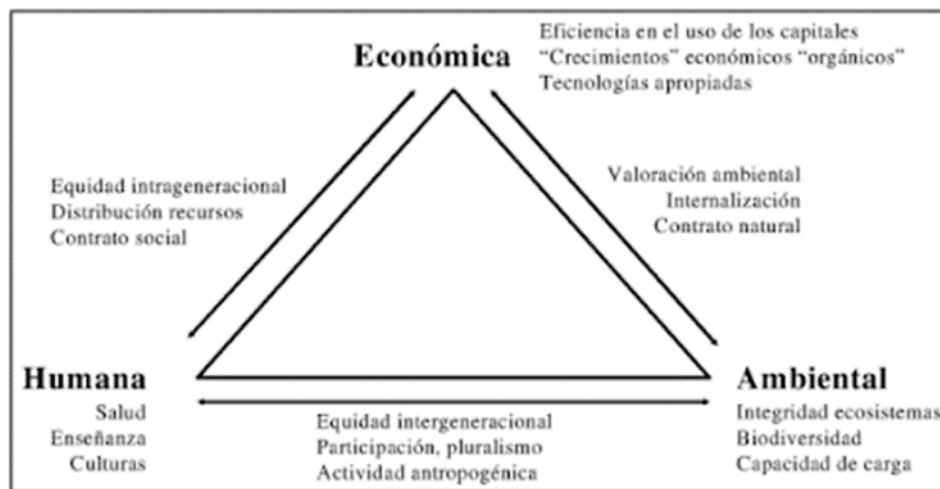 Económica
Eficiencia en el uso de los capitales
“Crecimientos” económicos “orgánicos”
Tecnologías apropiadas
Equidad intrageneracional
Distribución recursos
Contrato social
Valoración ambiental
Internalización
Contrato natural
Humana
Salud
Enseñanza
Culturas
Equidad intergeneracional
Participación, pluralismo
Actividad antropogénica
Ambiental
Integridad ecosistemas
Biodiversidad
Capacidad de carga